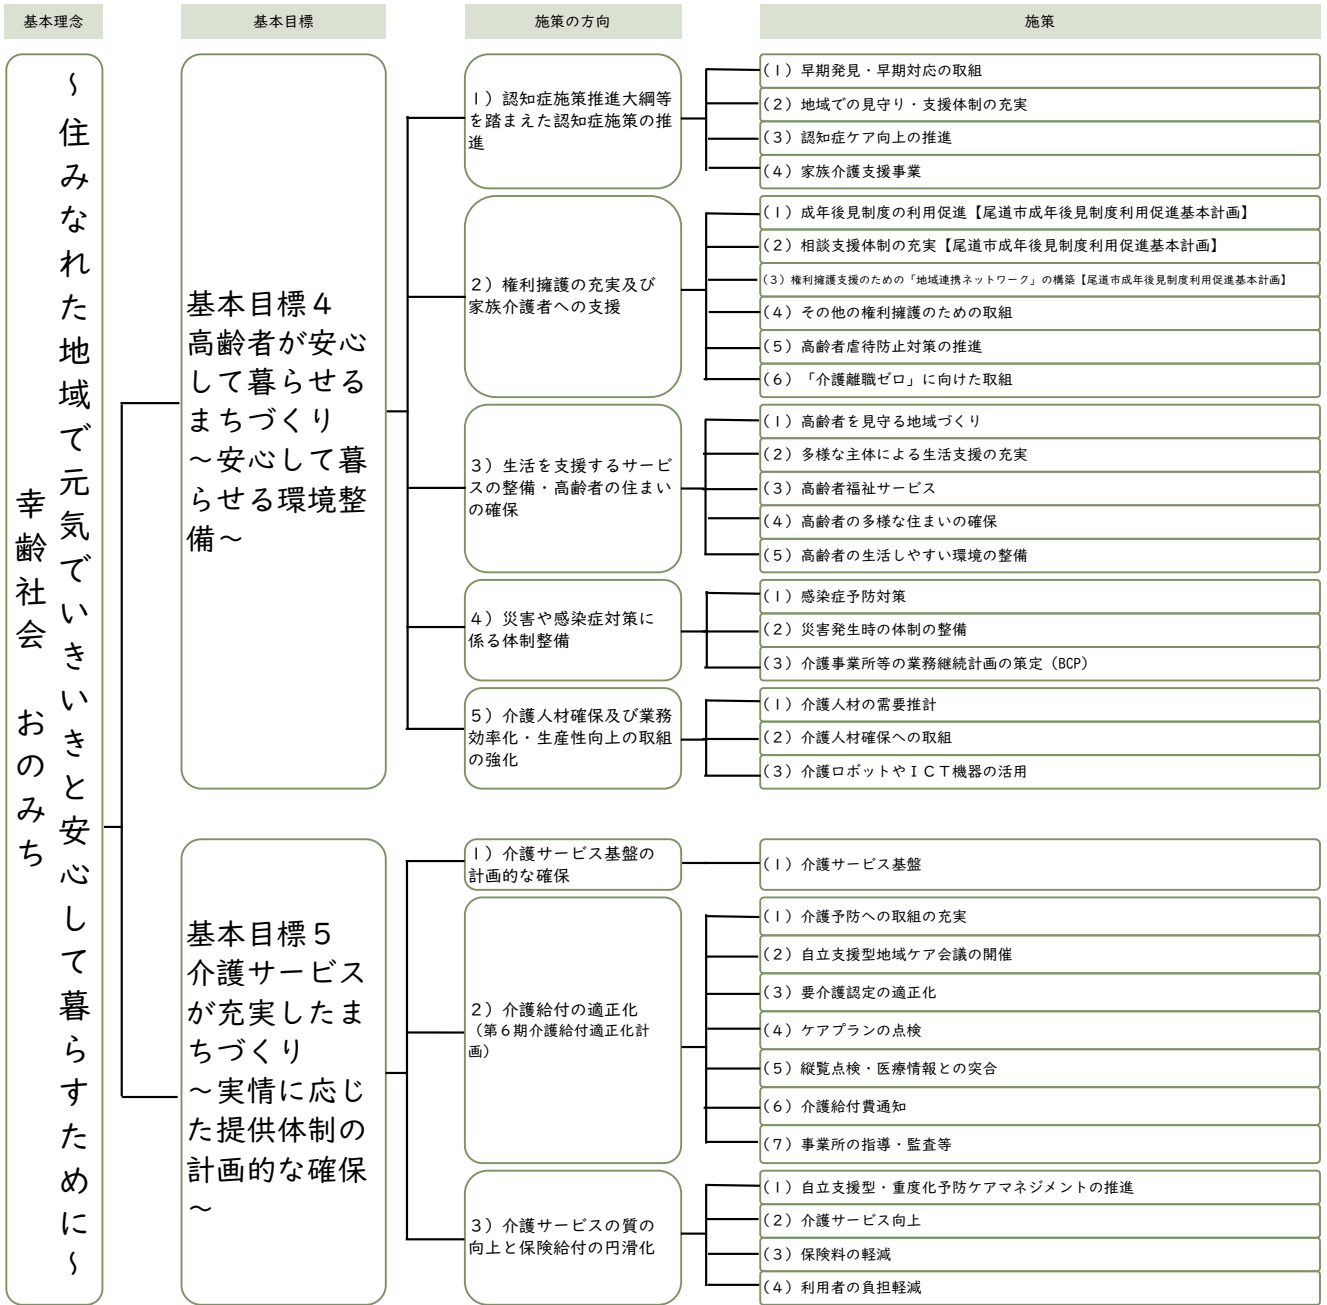 基本理念
基本目標
施策の方向
施策
幸齢社会 おのみち
～住みなれた地域で元気でいきいきと安心して暮らすために～
基本目標４
高齢者が安心
して暮らせる
まちづくり
～安心して暮
らせる環境整
備～
１）認知症施策推進大綱等
を踏まえた認知症施策の推
進
（１）早期発見・早期対応の取組
（２）地域での見守り・支援体制の充実
（３）認知症ケア向上の推進
（４）家族介護支援事業
２）権利擁護の充実及び
家族介護者への支援
（１）成年後見制度の利用促進【尾道市成年後見制度利用促進基本計画】
（２）相談支援体制の充実【尾道市成年後見制度利用促進基本計画】
（３）権利擁護支援のための「地域連携ネットワーク」の構築【尾道市成年後見制度利用促進基本計画】
（４）その他の権利擁護のための取組
（５）高齢者虐待防止対策の推進
（６）「介護離職ゼロ」に向けた取組
３）生活を支援するサービ
スの整備・高齢者の住まい
の確保
（１）高齢者を見守る地域づくり
（２）多様な主体による生活支援の充実
（３）高齢者福祉サービス
（４）高齢者の多様な住まいの確保
（５）高齢者の生活しやすい環境の整備
４）災害や感染症対策に
係る体制整備
（１）感染症予防対策
（２）災害発生時の体制の整備
（３）介護事業所等の業務継続計画の策定（BCP）
５）介護人材確保及び業務
効率化・生産性向上の取組
の強化
（１）介護人材の需要推計
（２）介護人材確保への取組
（３）介護ロボットやＩＣＴ機器の活用
基本目標５
介護サービス
が充実したま
ちづくり
～実情に応じ
た提供体制の
計画的な確保
～
１）介護サービス基盤の
計画的な確保
（１）介護サービス基盤
２）介護給付の適正化
（第６期介護給付適正化計
画）
（１）介護予防への取組の充実
（２）自立支援型地域ケア会議の開催
（３）要介護認定の適正化
（４）ケアプランの点検
（５）縦覧点検・医療情報との突合
（６）介護給付費通知
（７）事業所の指導・監査等
３）介護サービスの質の
向上と保険給付の円滑化
（１）自立支援型・重度化予防ケアマネジメントの推進
（２）介護サービス向上
（３）保険料の軽減
（４）利用者の負担軽減